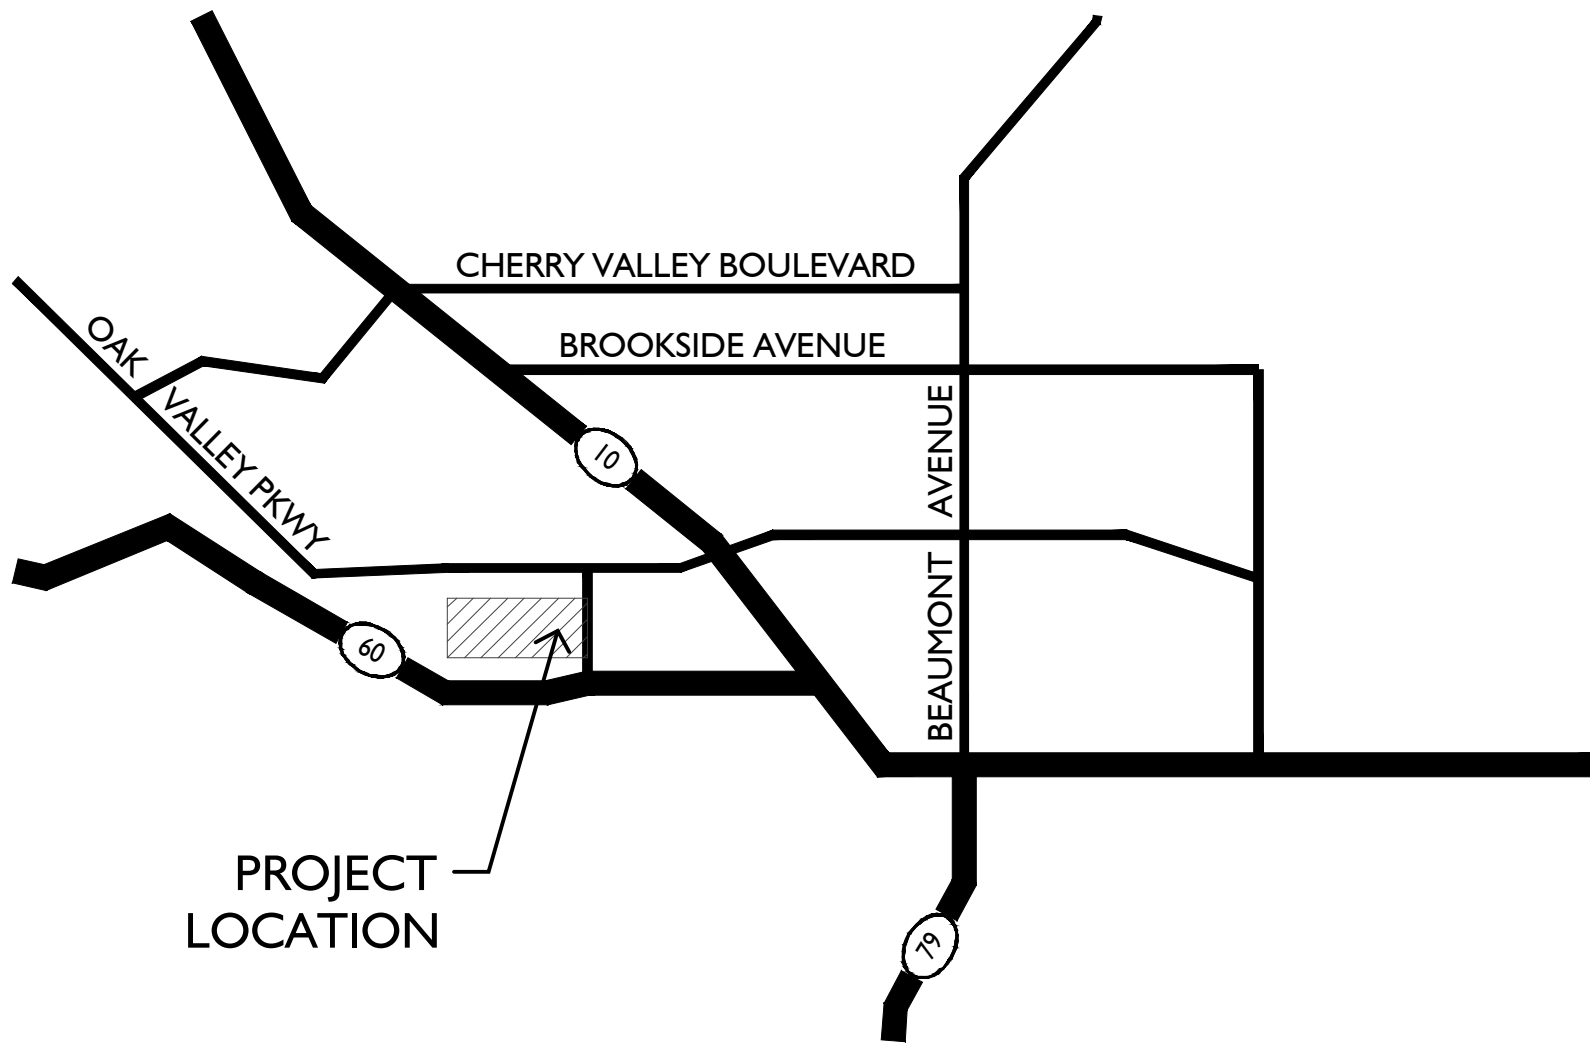 CHERRY VALLEY BOULEVARD
BROOKSIDE AVENUE
OAK VALLEY PKWY
10
BEAUMONT AVENUE
60
PROJECT
LOCATION
79